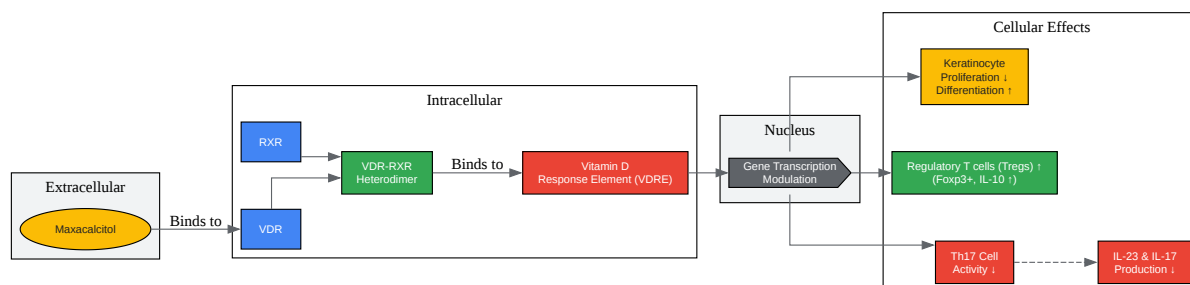 Extracellular
Maxacalcitol
Binds to
Intracellular
RXR
VDR
VDR-RXR
Heterodimer
Binds to
Vitamin D
Response Element (VDRE)
Nucleus
Gene Transcription
Modulation
Cellular Effects
Keratinocyte
Proliferation ↓
Differentiation ↑
Regulatory T cells (Tregs) ↑
(Foxp3+, IL-10 ↑)
Th17 Cell
Activity ↓
IL-23 & IL-17
Production ↓